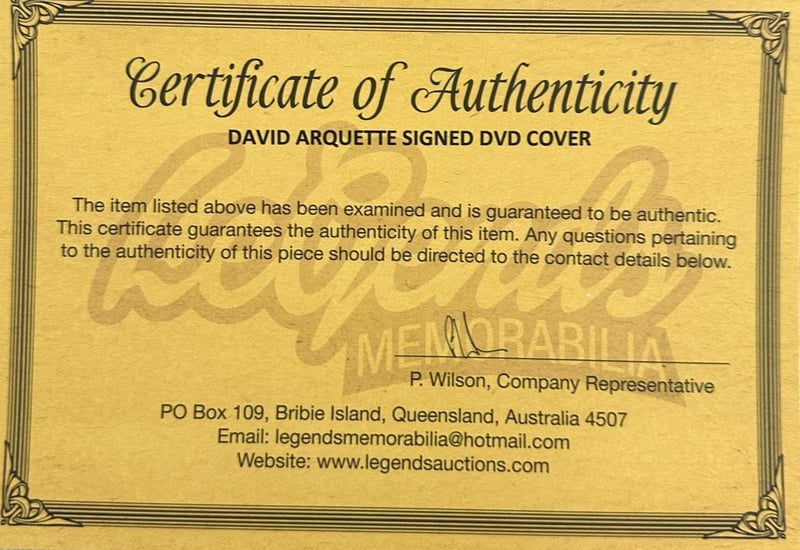 Certificate of Authenticity
DAVID ARQUETTE SIGNED DVD COVER
Legends
MEMORABILIA
The item listed above has been examined and is guaranteed to be authentic.
This certificate guarantees the authenticity of this item. Any questions pertaining
to the authenticity of this piece should be directed to the contact details below.
P. Wilson, Company Representative
PO Box 109, Bribie Island, Queensland, Australia 4507
Email: legendsmemorabilia@hotmail.com
Website: www.legendsauctions.com